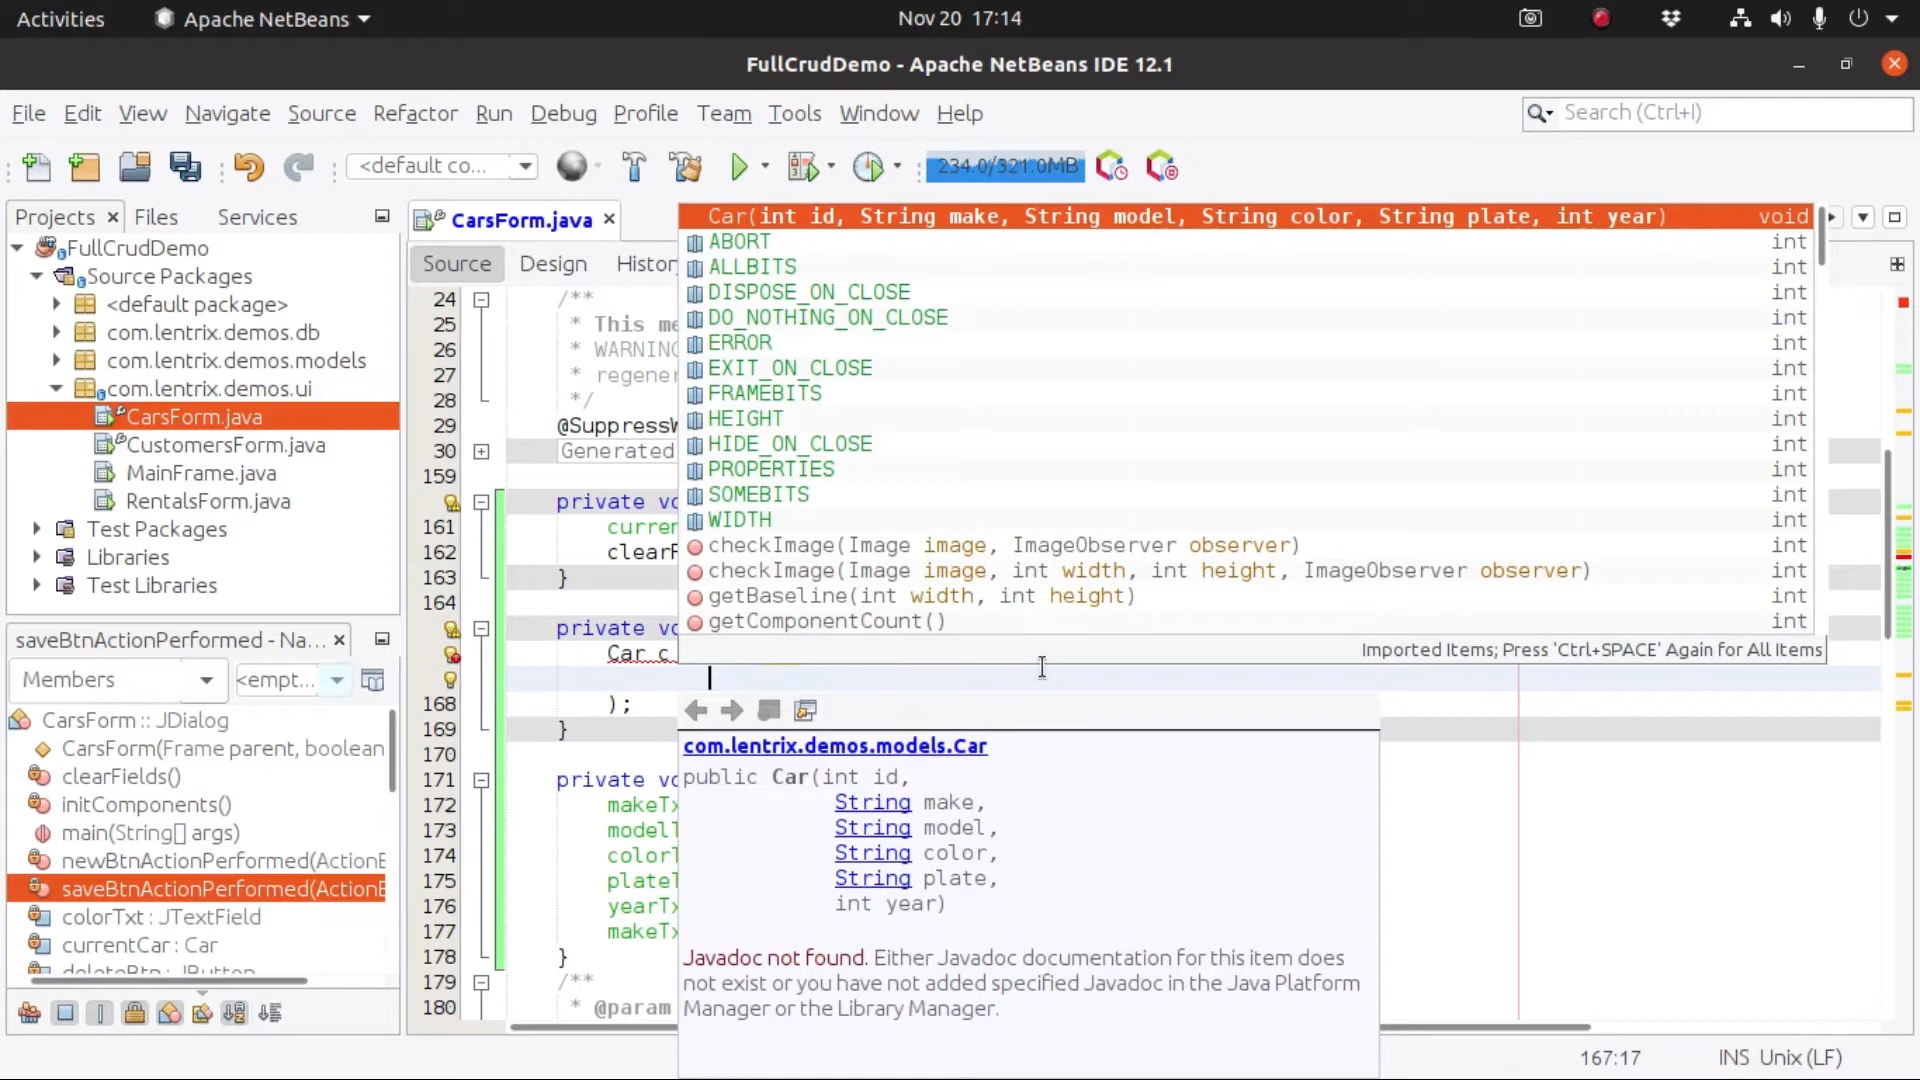 Activities
Apache NetBeans
Nov 20 17:14
FullCrudDemo - Apache NetBeans IDE 12.1
File Edit View Navigate Source Refactor Run Debug Profile Team Tools Window Help
Search (Ctrl+I)
<default co...
234.0/321.0MB
Projects
Files
Services
FullCrudDemo
Source Packages
<default package>
com.lentrix.demos.db
com.lentrix.demos.models
com.lentrix.demos.ui
CarsForm.java
CustomersForm.java
MainFrame.java
RentalsForm.java
Test Packages
Libraries
Test Libraries
saveBtnActionPerformed - Na...
Members
<empt...
CarsForm :: JDialog
CarsForm(Frame parent, boolean
clearFields()
initComponents()
main(String[] args)
newBtnActionPerformed(ActionE
saveBtnActionPerformed(ActionE
colorTxt : JTextField
currentCar : Car
deleteBtn : JButton
CarsForm.java
Source
Design
Histor
24 /**
25 * This me
26 * WARNING
27 * regener
28 */
29 @SuppressW
30 Generated
159
private vo
161 curren
162 clearF
163 }
164
private vo
Car c
168 );
169 }
170
171 private vo
172 makeTx
173 modelT
174 colorT
175 plateT
176 yearTx
177 makeTx
178 }
179 /**
180 * @param
Car(int id, String make, String model, String color, String plate, int year) void
ABORT int
ALLBITS int
DISPOSE_ON_CLOSE int
DO_NOTHING_ON_CLOSE int
ERROR int
EXIT_ON_CLOSE int
FRAMEBITS int
HEIGHT int
HIDE_ON_CLOSE int
PROPERTIES int
SOMEBITS int
WIDTH int
checkImage(Image image, ImageObserver observer) int
checkImage(Image image, int width, int height, ImageObserver observer) int
getBaseline(int width, int height) int
getComponentCount() int
Imported Items; Press 'Ctrl+SPACE' Again for All Items
com.lentrix.demos.models.Car
public Car(int id,
String make,
String model,
String color,
String plate,
int year)
Javadoc not found. Either Javadoc documentation for this item does
not exist or you have not added specified Javadoc in the Java Platform
Manager or the Library Manager.
167:17
INS Unix (LF)